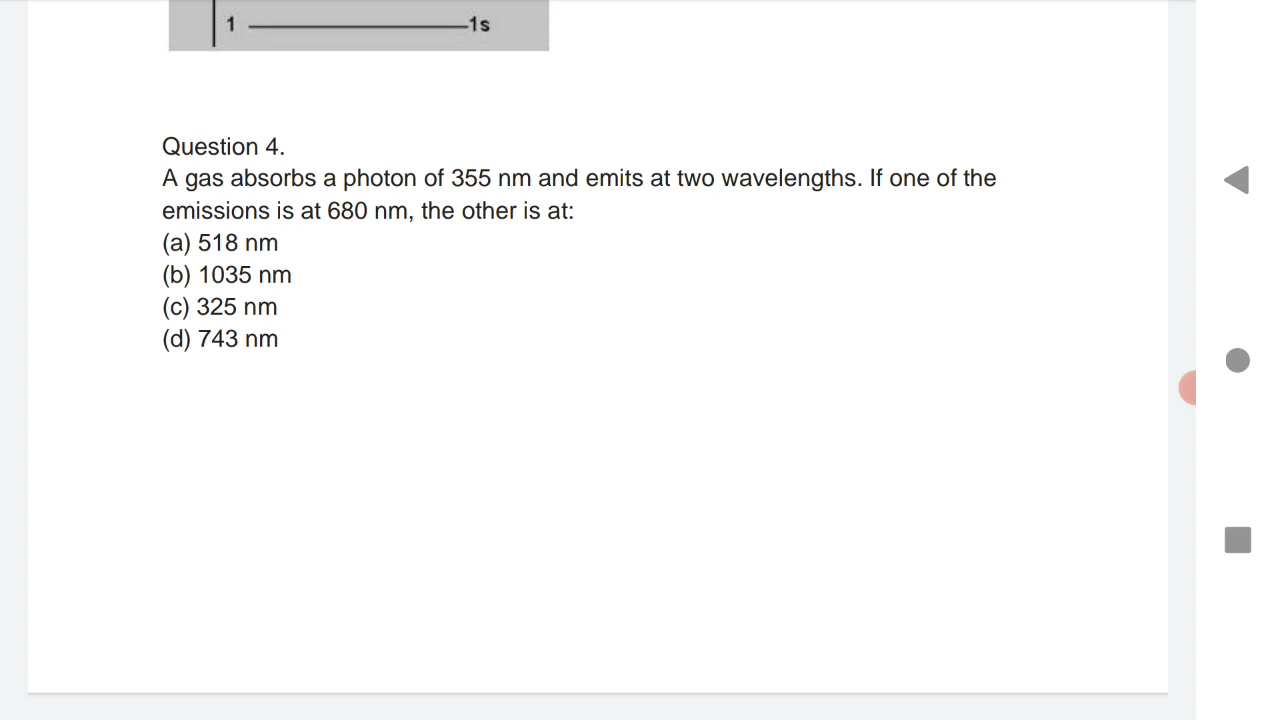 1 1s
Question 4.
A gas absorbs a photon of 355 nm and emits at two wavelengths. If one of the
emissions is at 680 nm, the other is at:
(a) 518 nm
(b) 1035 nm
(c) 325 nm
(d) 743 nm